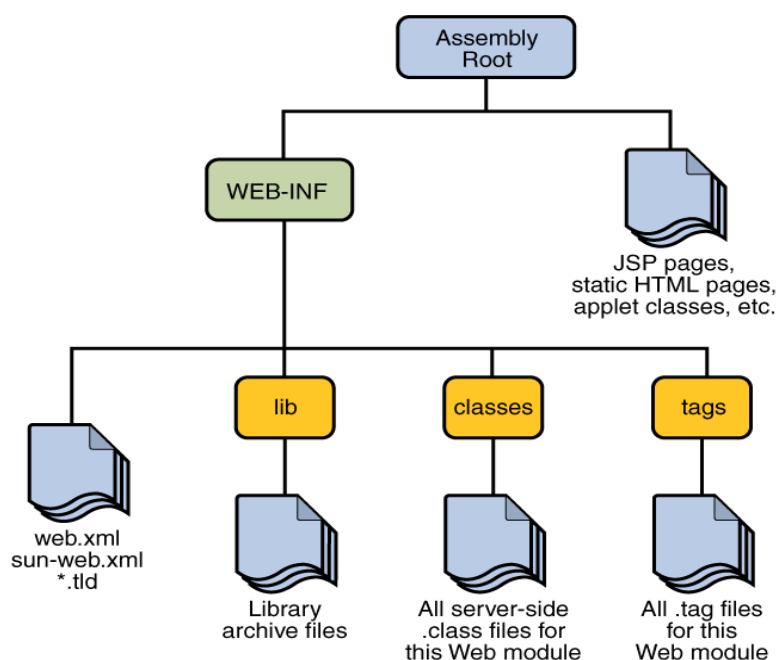 Assembly
Root
WEB-INF
JSP pages,
static HTML pages,
applet classes, etc.
lib
classes
tags
web.xml
sun-web.xml
*.tld
Library
archive files
All server-side
.class files for
this Web module
All .tag files
for this
Web module